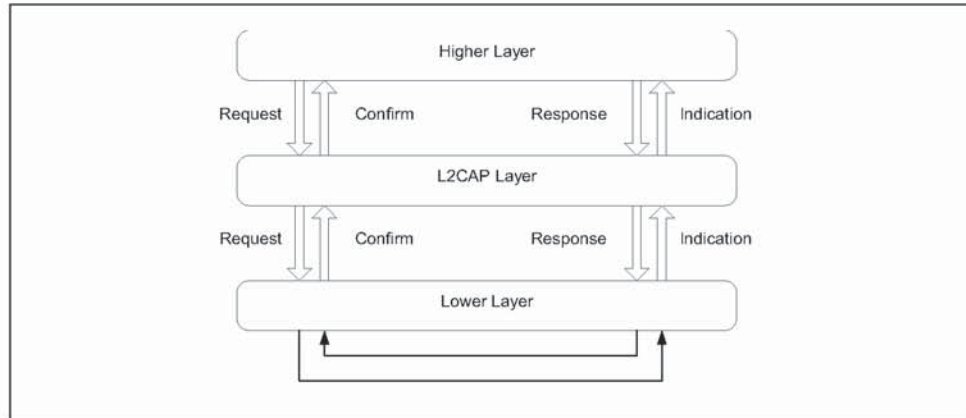 Higher Layer
Request Confirm Response Indication
L2CAP Layer
Request Confirm Response Indication
Lower Layer